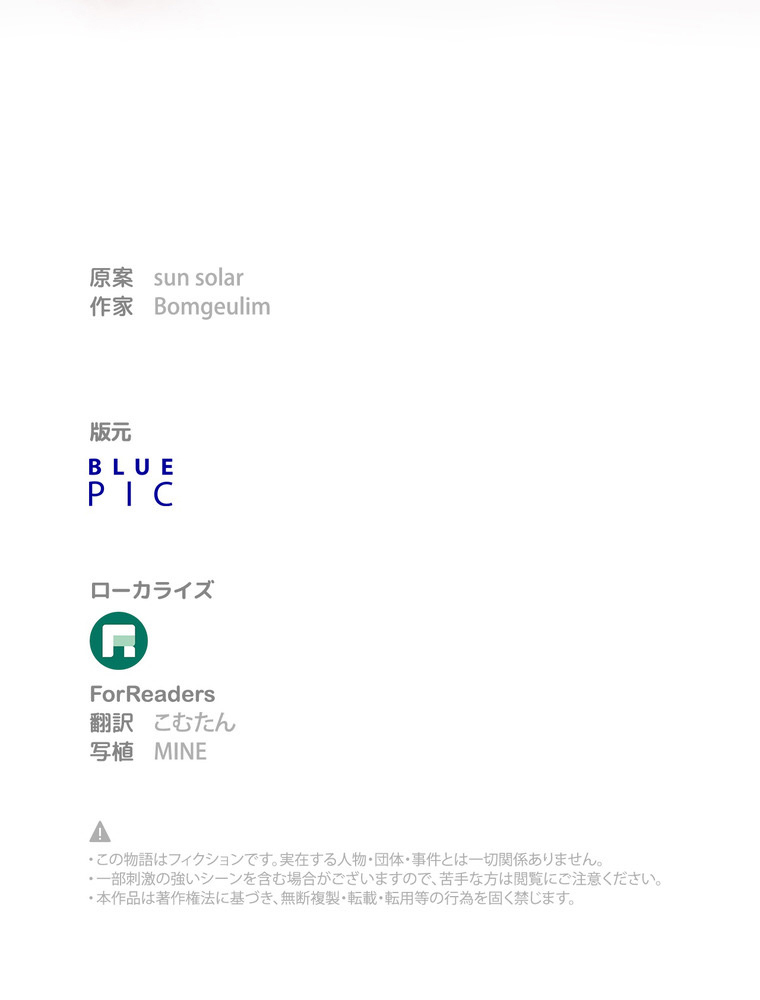 原案 sun solar
作家 Bomgeulim
版元
BLUE
PIC
ローカライズ
ForReaders
翻訳 こむたん
写植 MINE
・この物語はフィクションです。実在する人物・団体・事件とは一切関係ありません。
・一部刺激の強いシーンを含む場合がございますので、苦手な方は閲覧にご注意ください。
・本作品は著作権法に基づき、無断複製・転載・転用等の行為を固く禁じます。